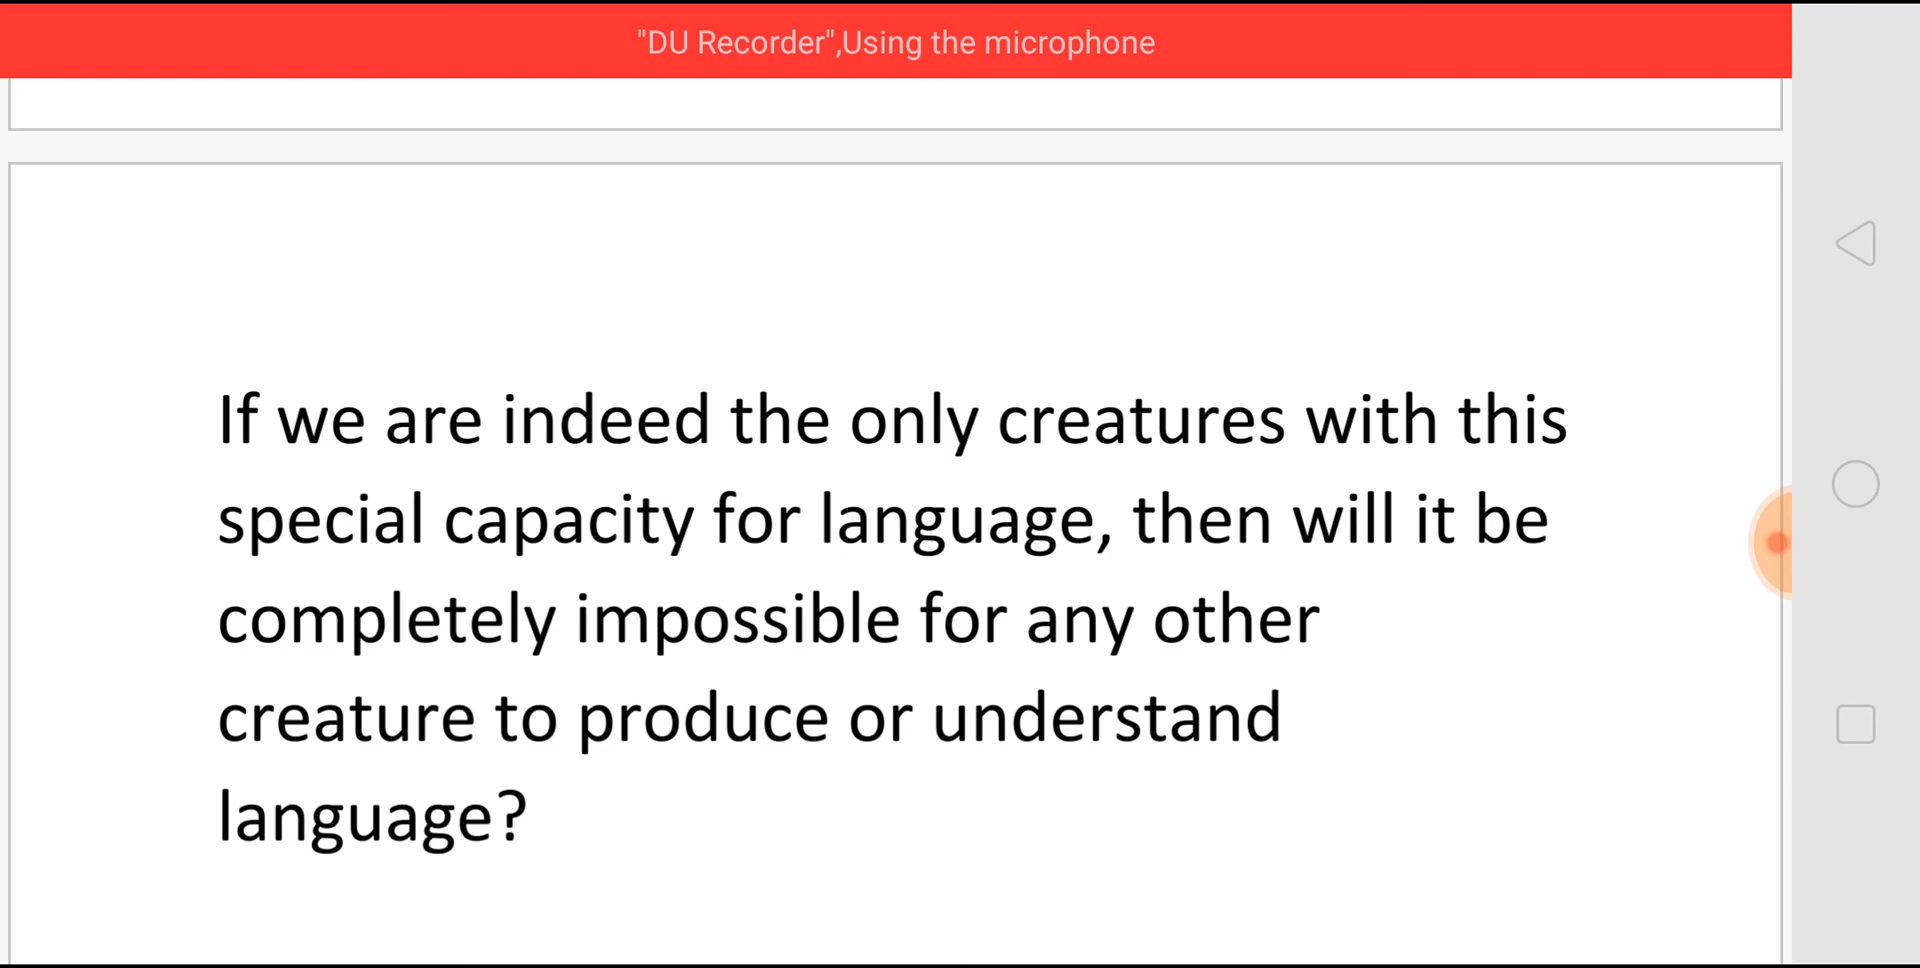 "DU Recorder",Using the microphone
If we are indeed the only creatures with this
special capacity for language, then will it be
completely impossible for any other
creature to produce or understand
language?